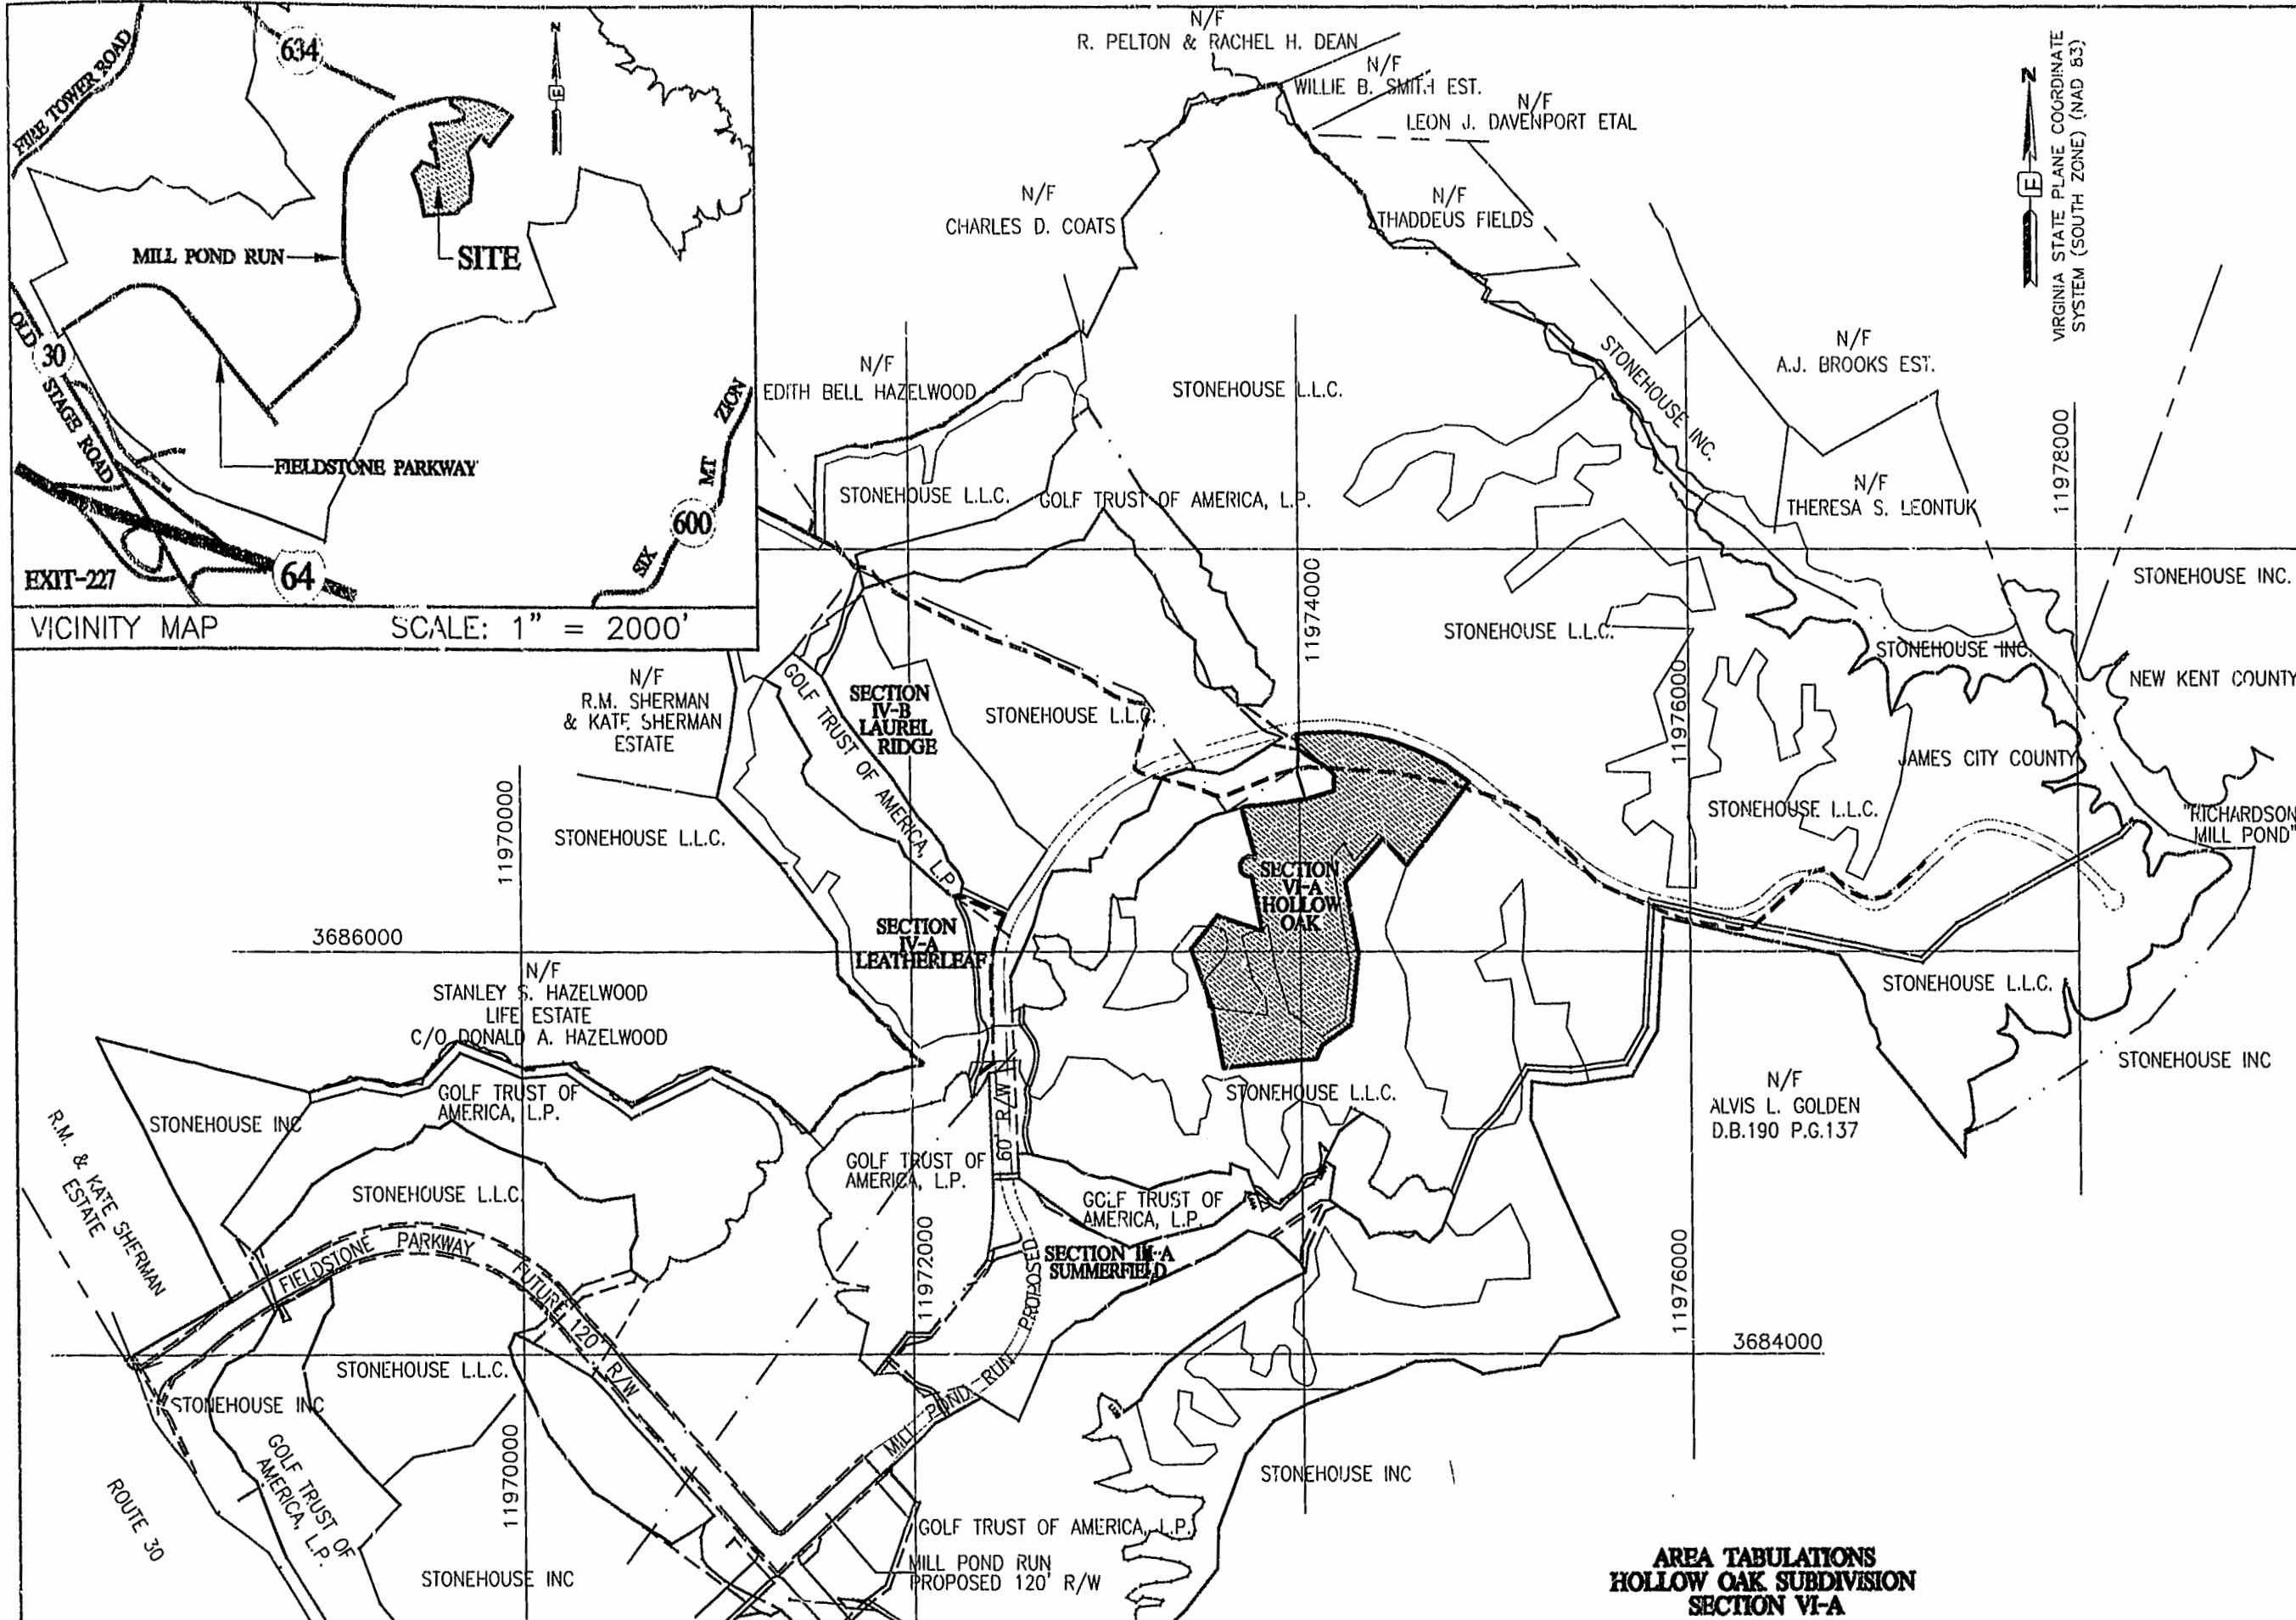 FIRE TOWER ROAD
634
N
E
MILL POND RUN
SITE
OLD
30
STAGE ROAD
FIELDSTONE PARKWAY
ZION
MT
600
SIX
64
EXIT-227
VICINITY MAP
SCALE: 1" = 2000'
N/F
R. PELTON & RACHEL H. DEAN
N/F
WILLIE B. SMITH EST.
N/F
LEON J. DAVENPORT ETAL
N/F
CHARLES D. COATS
N/F
THADDEUS FIELDS
N
E
VIRGINIA STATE PLANE COORDINATE
SYSTEM (SOUTH ZONE) (NAD 83)
N/F
EDITH BELL HAZELWOOD
STONEHOUSE L.L.C.
STONEHOUSE INC.
N/F
A.J. BROOKS EST.
11978000
STONEHOUSE L.L.C.
GOLF TRUST OF AMERICA, L.P.
N/F
THERESA S. LEONTUK
11974000
STONEHOUSE INC.
STONEHOUSE L.L.C.
STONEHOUSE INC.
NEW KENT COUNTY
N/F
R.M. SHERMAN
& KATE SHERMAN
ESTATE
GOLF TRUST OF AMERICA, L.P.
SECTION
IV-B
LAUREL
RIDGE
STONEHOUSE L.L.C.
11976000
JAMES CITY COUNTY
STONEHOUSE L.L.C.
"RICHARDSON
MILL POND"
11970000
STONEHOUSE L.L.C.
SECTION
VI-A
HOLLOW
OAK
SECTION
IV-A
LEATHERLEAF
3686000
N/F
STANLEY S. HAZELWOOD
LIFE ESTATE
C/O DONALD A. HAZELWOOD
STONEHOUSE L.L.C.
STONEHOUSE INC
N/F
ALVIS L. GOLDEN
D.B.190 P.G.137
STONEHOUSE L.L.C.
GOLF TRUST OF
AMERICA, L.P.
STONEHOUSE INC
R.M. & KATE SHERMAN
ESTATE
60' R/W
GOLF TRUST OF
AMERICA, L.P.
STONEHOUSE L.L.C.
GOLF TRUST OF
AMERICA, L.P.
FIELDSTONE PARKWAY
FUTURE 120' R/W
SECTION III-A
SUMMERFIELD
11972000
PROPOSED
MILL POND RUN
11976000
3684000
STONEHOUSE L.L.C.
STONEHOUSE INC
GOLF TRUST OF
AMERICA, L.P.
ROUTE 30
11970000
STONEHOUSE INC
STONEHOUSE INC
GOLF TRUST OF AMERICA, L.P.
MILL POND RUN
PROPOSED 120' R/W
AREA TABULATIONS
HOLLOW OAK SUBDIVISION
SECTION VI-A